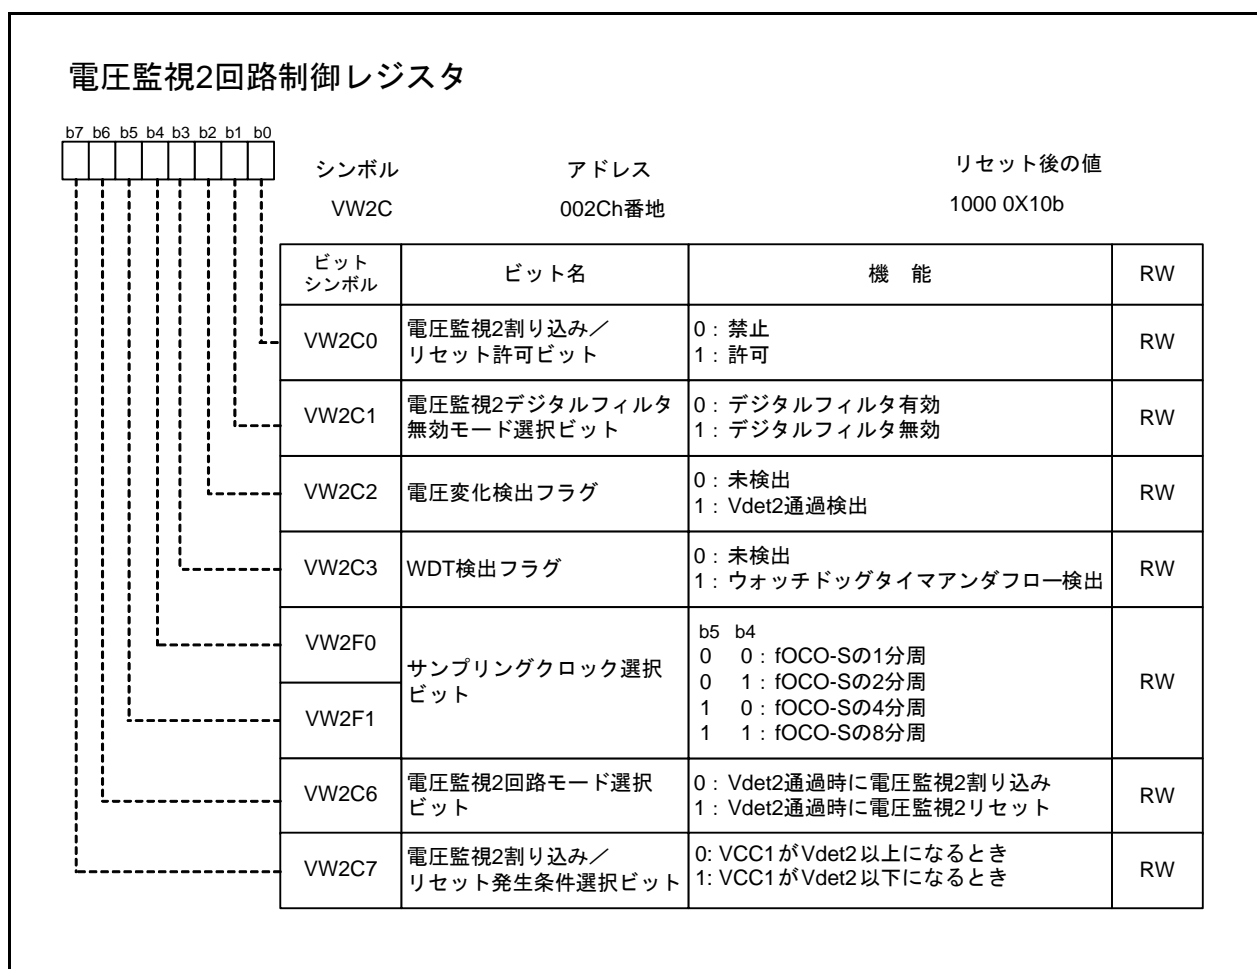 電圧監視2回路制御レジスタ
b7 b6 b5 b4 b3 b2 b1 b0
シンボル アドレス リセット後の値
VW2C 002Ch番地 1000 0X10b
ビット
シンボル
ビット名
機 能
RW
VW2C0
電圧監視2割り込み／
リセット許可ビット
0：禁止
1：許可
RW
VW2C1
電圧監視2デジタルフィルタ
無効モード選択ビット
0：デジタルフィルタ有効
1：デジタルフィルタ無効
RW
VW2C2
電圧変化検出フラグ
0：未検出
1：Vdet2通過検出
RW
VW2C3
WDT検出フラグ
0：未検出
1：ウォッチドッグタイマアンダフロー検出
RW
VW2F0
VW2F1
サンプリングクロック選択
ビット
b5 b4
0 0：fOCO-Sの1分周
0 1：fOCO-Sの2分周
1 0：fOCO-Sの4分周
1 1：fOCO-Sの8分周
RW
VW2C6
電圧監視2回路モード選択
ビット
0：Vdet2通過時に電圧監視2割り込み
1：Vdet2通過時に電圧監視2リセット
RW
VW2C7
電圧監視2割り込み／
リセット発生条件選択ビット
0: VCC1がVdet2以上になるとき
1: VCC1がVdet2以下になるとき
RW